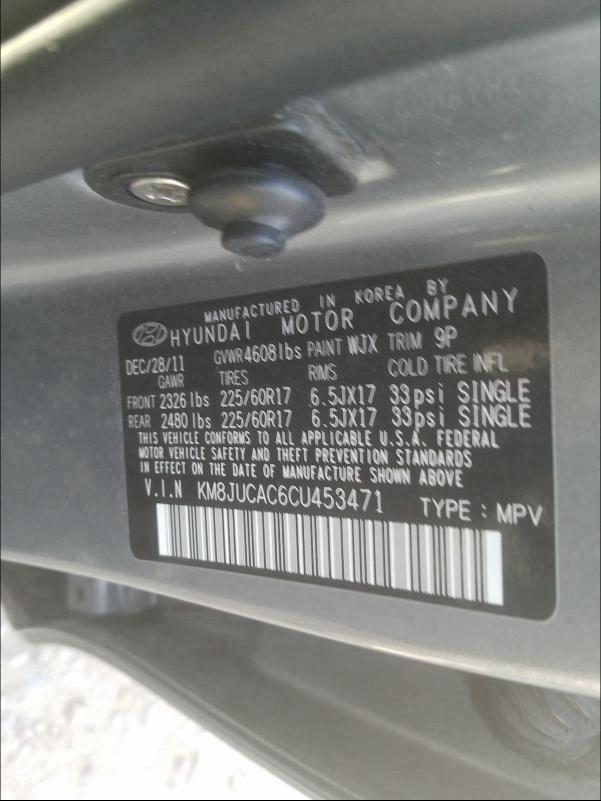 MANUFACTURED IN KOREA BY
HYUNDAI MOTOR COMPANY
DEC/28/11 GVWR4608lbs PAINT WJX TRIM 9P
GAWR TIRES RIMS COLD TIRE INFL
FRONT 2326 lbs 225/60R17 6.5JX17 33psi SINGLE
REAR 2480 lbs 225/60R17 6.5JX17 33psi SINGLE
THIS VEHICLE CONFORMS TO ALL APPLICABLE U.S.A. FEDERAL
MOTOR VEHICLE SAFETY AND THEFT PREVENTION STANDARDS
IN EFFECT ON THE DATE OF MANUFACTURE SHOWN ABOVE
V.I.N KM8JUCAC6CU453471 TYPE : MPV